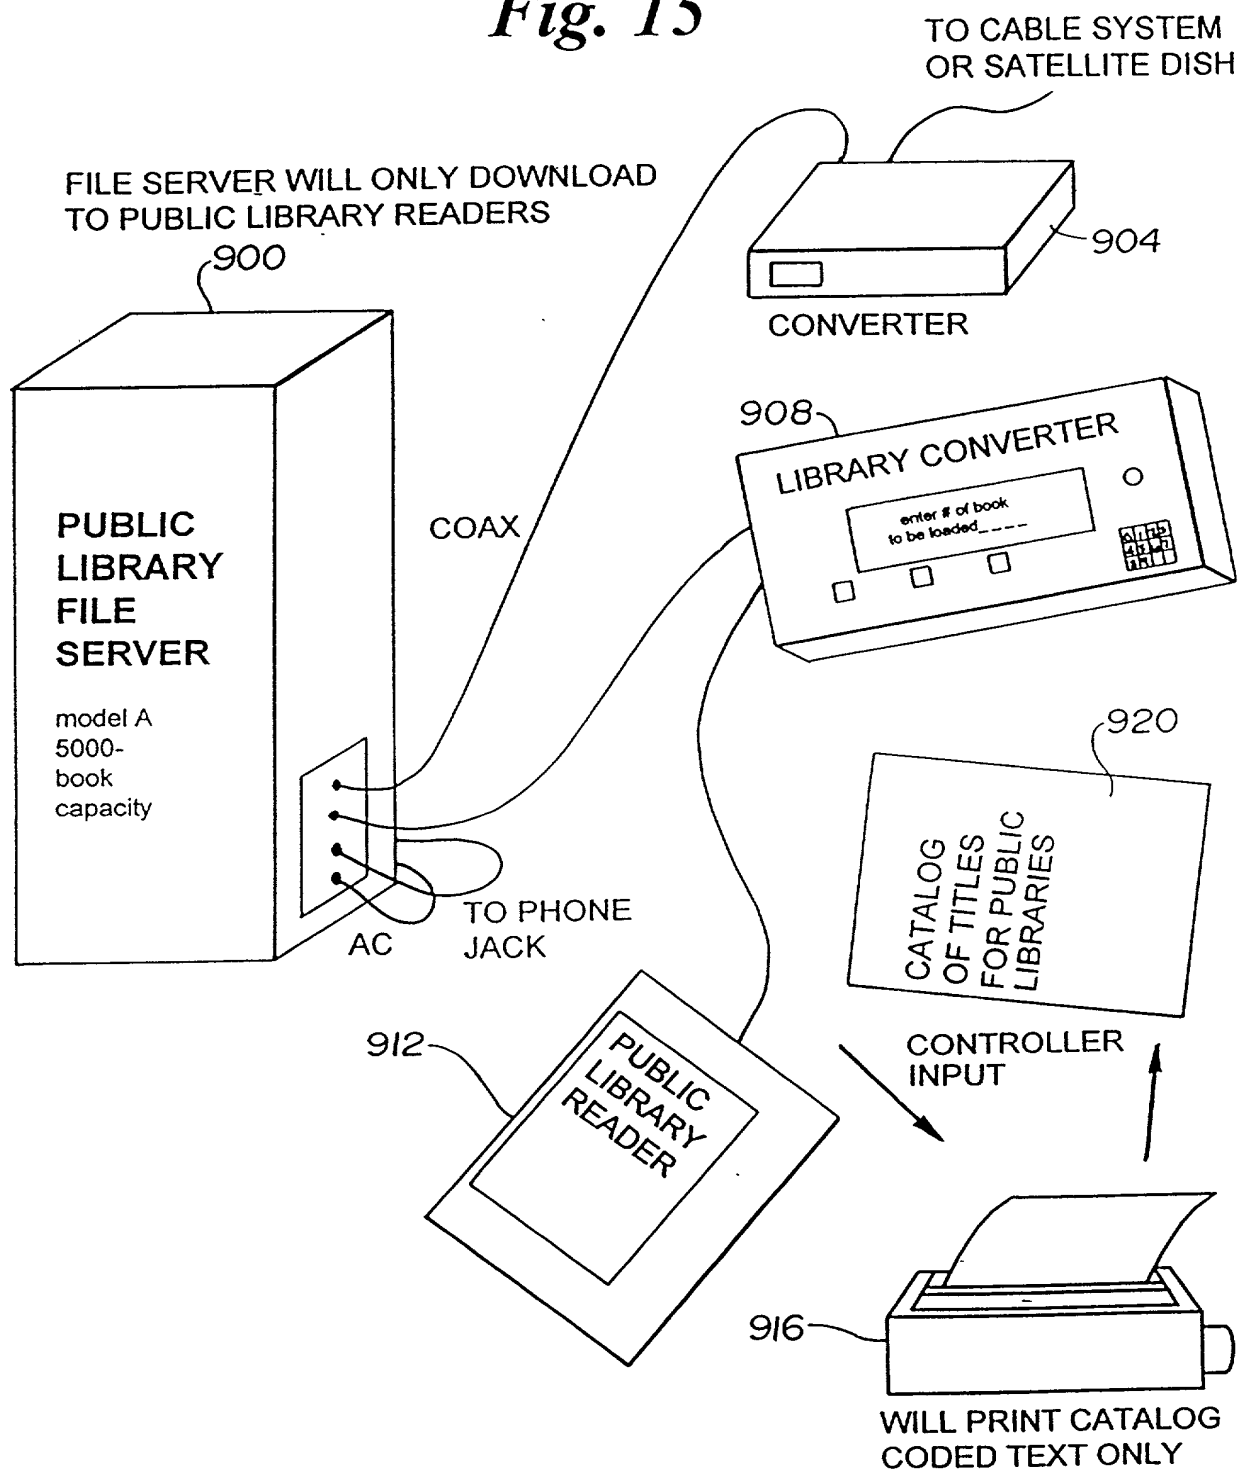 Fig. 15
TO CABLE SYSTEM
OR SATELLITE DISH
FILE SERVER WILL ONLY DOWNLOAD
TO PUBLIC LIBRARY READERS
900
904
CONVERTER
908
LIBRARY CONVERTER
enter # of book
to be loaded_ _ _ _
PUBLIC
LIBRARY
FILE
SERVER
model A
5000-
book
capacity
COAX
AC
TO PHONE
JACK
920
CATALOG
OF TITLES
FOR PUBLIC
LIBRARIES
912
PUBLIC
LIBRARY
READER
CONTROLLER
INPUT
916
WILL PRINT CATALOG
CODED TEXT ONLY